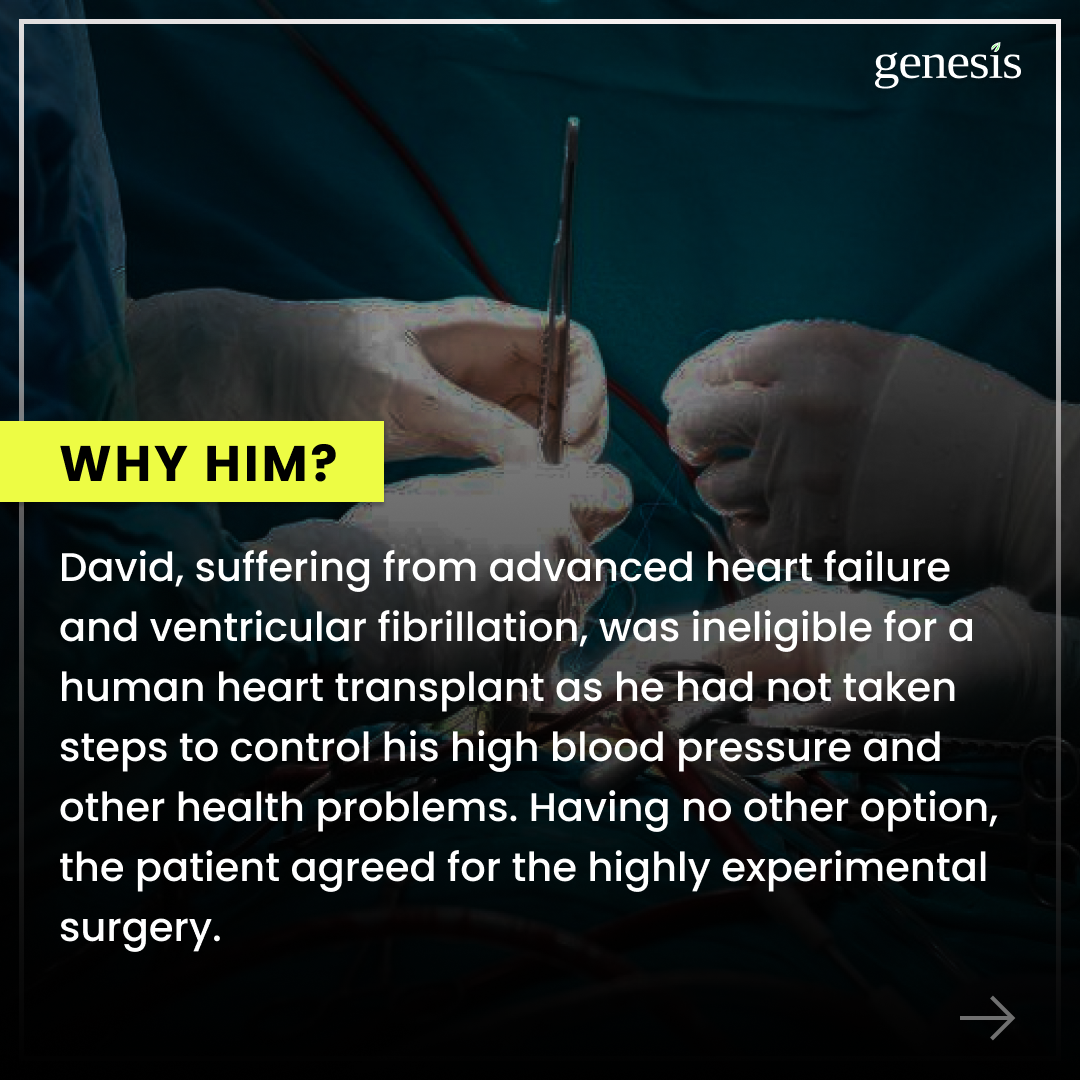 genesis
WHY HIM?
David, suffering from advanced heart failure
and ventricular fibrillation, was ineligible for a
human heart transplant as he had not taken
steps to control his high blood pressure and
other health problems. Having no other option,
the patient agreed for the highly experimental
surgery.